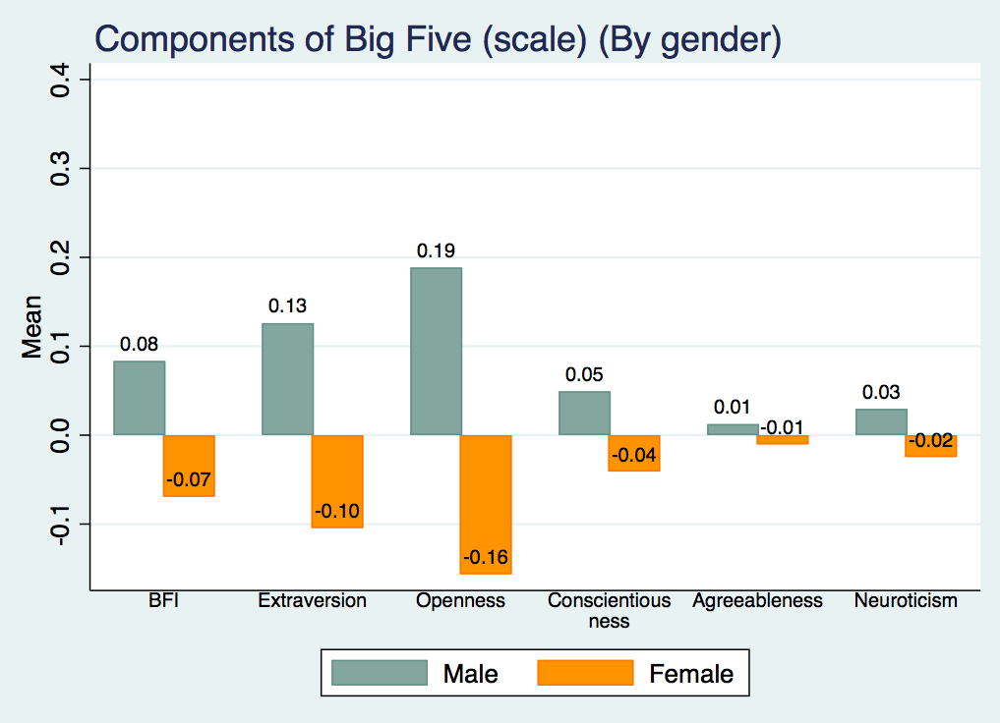 Components of Big Five (scale) (By gender)
Mean
0.4
0.3
0.2
0.1
0.0
-0.1
0.08
-0.07
0.13
-0.10
0.19
-0.16
0.05
-0.04
0.01
-0.01
0.03
-0.02
BFI
Extraversion
Openness
Conscientious
ness
Agreeableness
Neuroticism
Male
Female